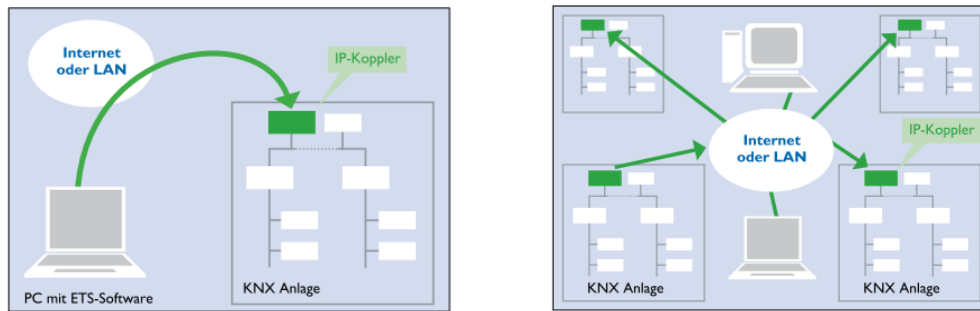 Internet
oder LAN
IP-Koppler
PC mit ETS-Software
KNX Anlage
Internet
oder LAN
IP-Koppler
KNX Anlage
KNX Anlage